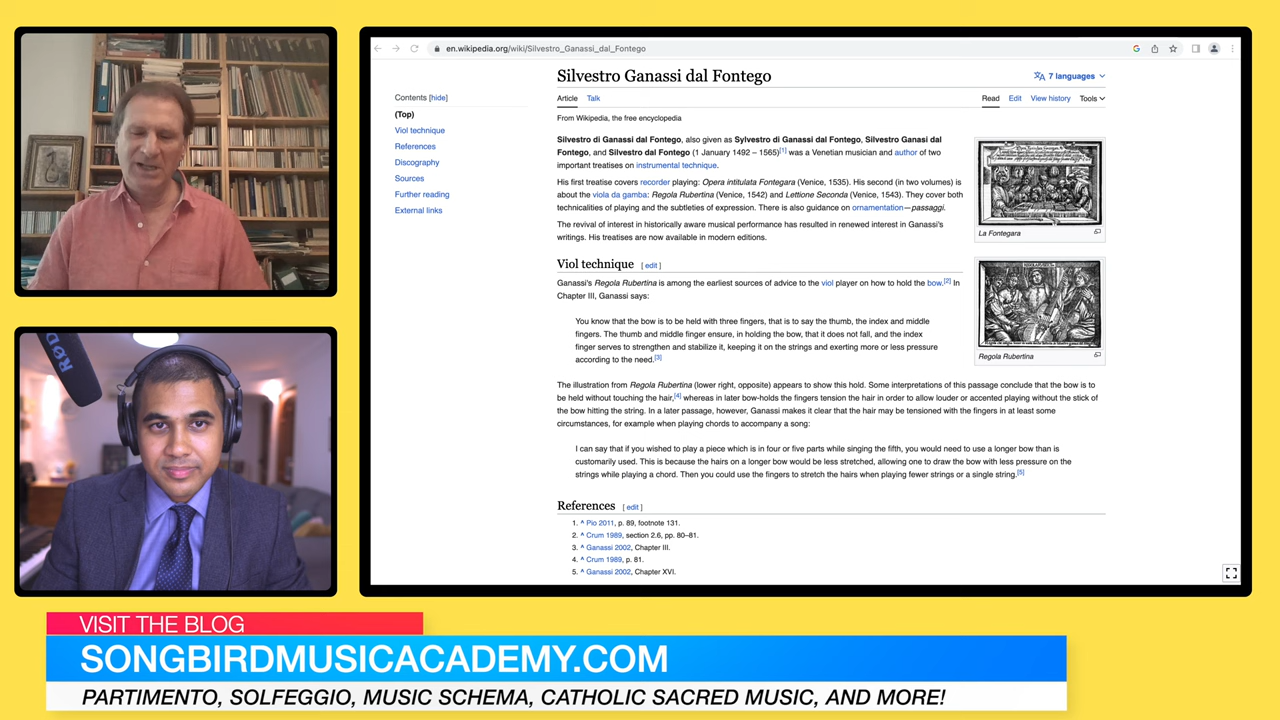 RØD
en.wikipedia.org/wiki/Silvestro_Ganassi_dal_Fontego
Silvestro Ganassi dal Fontego
7 languages
Contents [hide]
(Top)
Viol technique
References
Discography
Sources
Further reading
External links
Article Talk
Read Edit View history Tools
From Wikipedia, the free encyclopedia
Silvestro di Ganassi dal Fontego, also given as Sylvestro di Ganassi dal Fontego, Silvestro Ganasi dal
Fontego, and Silvestro dal Fontego (1 January 1492 – 1565)[1] was a Venetian musician and author of two
important treatises on instrumental technique.
His first treatise covers recorder playing: Opera intitulata Fontegara (Venice, 1535). His second (in two volumes) is
about the viola da gamba: Regola Rubertina (Venice, 1542) and Lettione Seconda (Venice, 1543). They cover both
technicalities of playing and the subtleties of expression. There is also guidance on ornamentation—passaggi.
The revival of interest in historically aware musical performance has resulted in renewed interest in Ganassi's
writings. His treatises are now available in modern editions.
La Fontegara
Viol technique [ edit ]
Ganassi's Regola Rubertina is among the earliest sources of advice to the viol player on how to hold the bow.[2] In
Chapter III, Ganassi says:
You know that the bow is to be held with three fingers, that is to say the thumb, the index and middle
fingers. The thumb and middle finger ensure, in holding the bow, that it does not fall, and the index
finger serves to strengthen and stabilize it, keeping it on the strings and exerting more or less pressure
according to the need.[3]
Regola Rubertina
The illustration from Regola Rubertina (lower right, opposite) appears to show this hold. Some interpretations of this passage conclude that the bow is to
be held without touching the hair,[4] whereas in later bow-holds the fingers tension the hair in order to allow louder or accented playing without the stick of
the bow hitting the string. In a later passage, however, Ganassi makes it clear that the hair may be tensioned with the fingers in at least some
circumstances, for example when playing chords to accompany a song:
I can say that if you wished to play a piece which is in four or five parts while singing the fifth, you would need to use a longer bow than is
customarily used. This is because the hairs on a longer bow would be less stretched, allowing one to draw the bow with less pressure on the
strings while playing a chord. Then you could use the fingers to stretch the hairs when playing fewer strings or a single string.[5]
References [ edit ]
1. ^ Pio 2011, p. 89, footnote 131.
2. ^ Crum 1989, section 2.6, pp. 80–81.
3. ^ Ganassi 2002, Chapter III.
4. ^ Crum 1989, p. 81.
5. ^ Ganassi 2002, Chapter XVI.
VISIT THE BLOG
SONGBIRDMUSICACADEMY.COM
PARTIMENTO, SOLFEGGIO, MUSIC SCHEMA, CATHOLIC SACRED MUSIC, AND MORE!